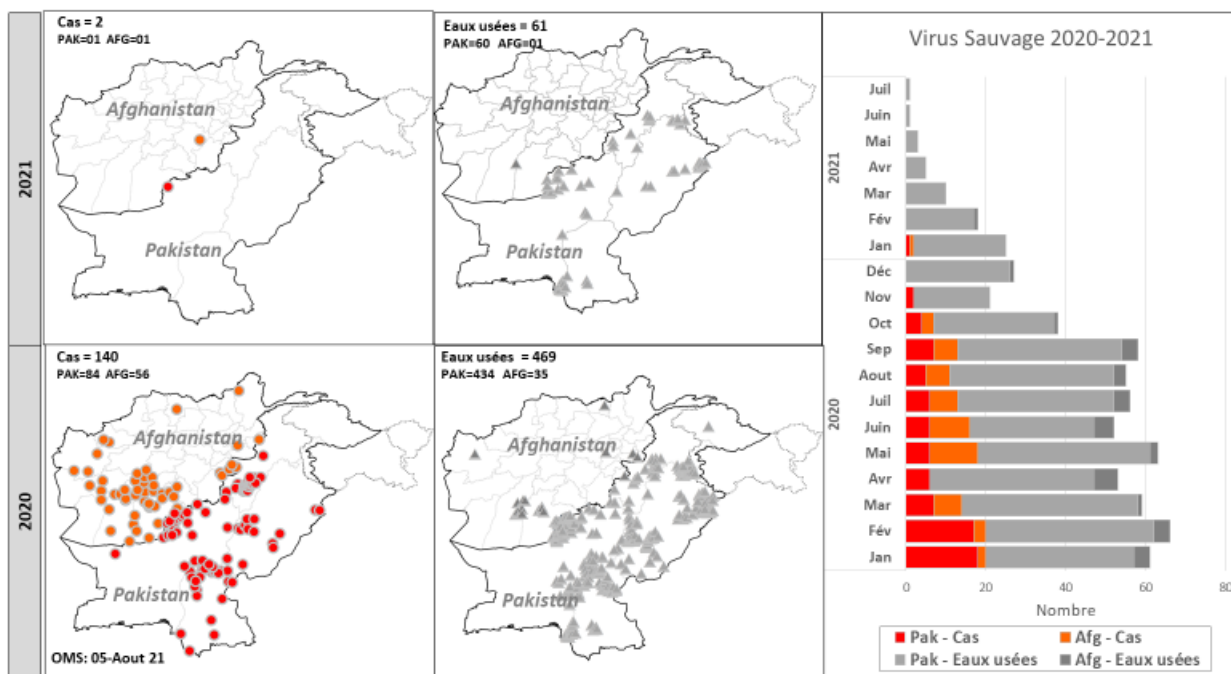 2021
Cas = 2
PAK=01 AFG=01
Afghanistan
Pakistan
Eaux usées = 61
PAK=60 AFG=01
Afghanistan
Pakistan
2020
Cas = 140
PAK=84 AFG=56
Afghanistan
Pakistan
OMS: 05-Aout 21
Eaux usées = 469
PAK=434 AFG=35
Afghanistan
Pakistan
Virus Sauvage 2020-2021
2021
Juil
Juin
Mai
Avr
Mar
Fév
Jan
2020
Déc
Nov
Oct
Sep
Aout
Juil
Juin
Mai
Avr
Mar
Fév
Jan
0 20 40 60 80
Nombre
Pak - Cas Afg - Cas
Pak - Eaux usées Afg - Eaux usées